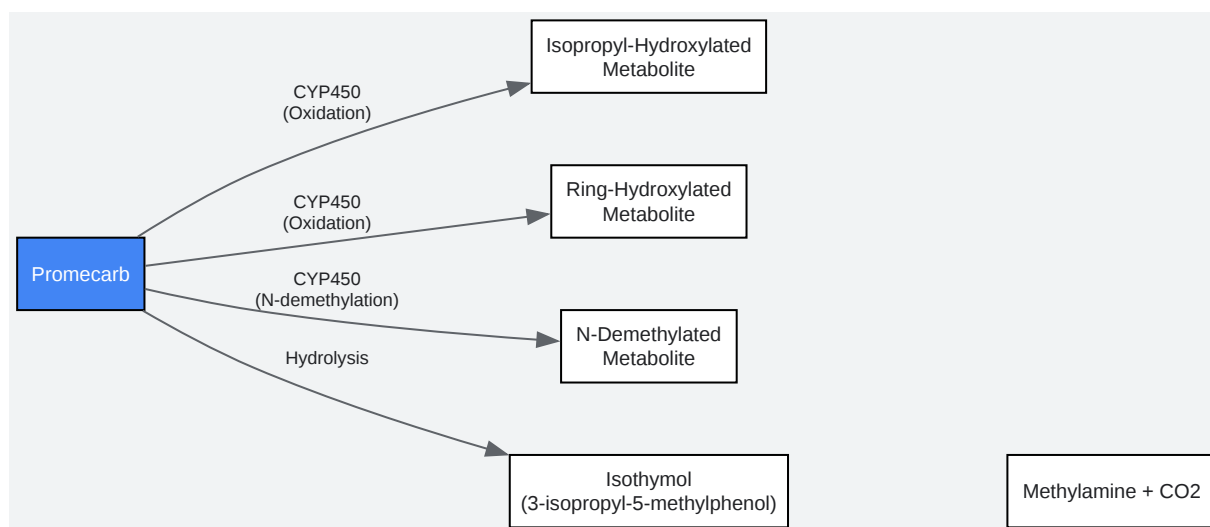 Isopropyl-Hydroxylated
Metabolite
CYP450
(Oxidation)
Ring-Hydroxylated
Metabolite
CYP450
(Oxidation)
Promecarb
CYP450
(N-demethylation)
N-Demethylated
Metabolite
Hydrolysis
Isothymol
(3-isopropyl-5-methylphenol)
Methylamine + CO2